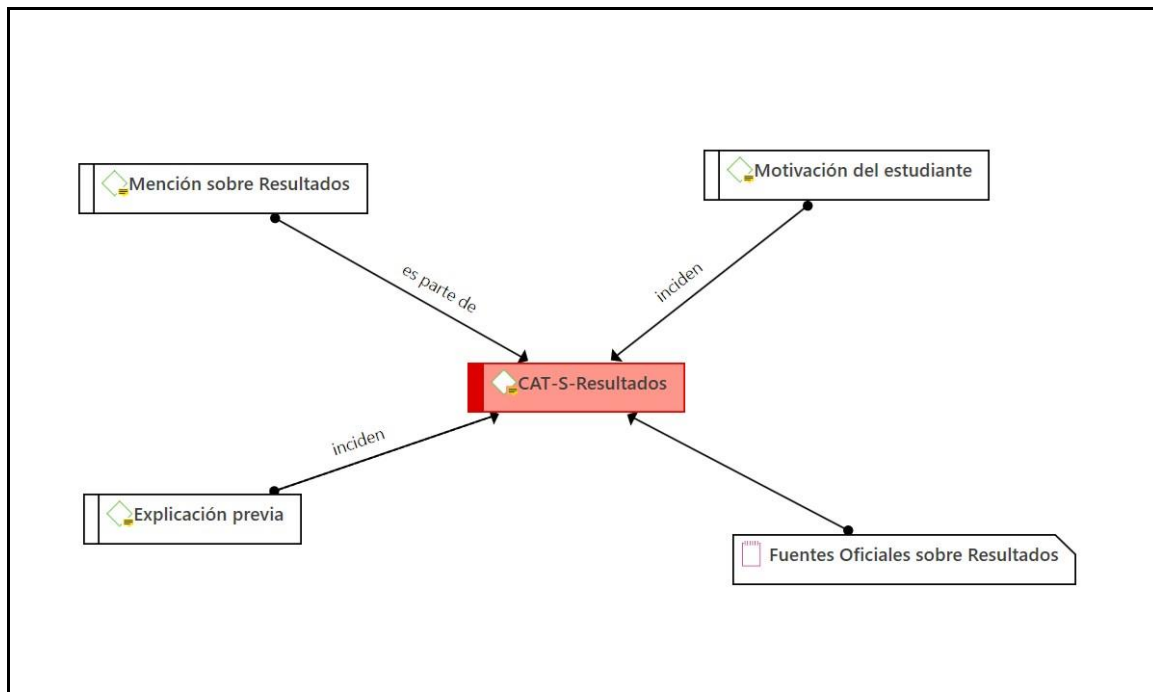 Mención sobre Resultados
Motivación del estudiante
es parte de
inciden
CAT-S-Resultados
inciden
Explicación previa
Fuentes Oficiales sobre Resultados